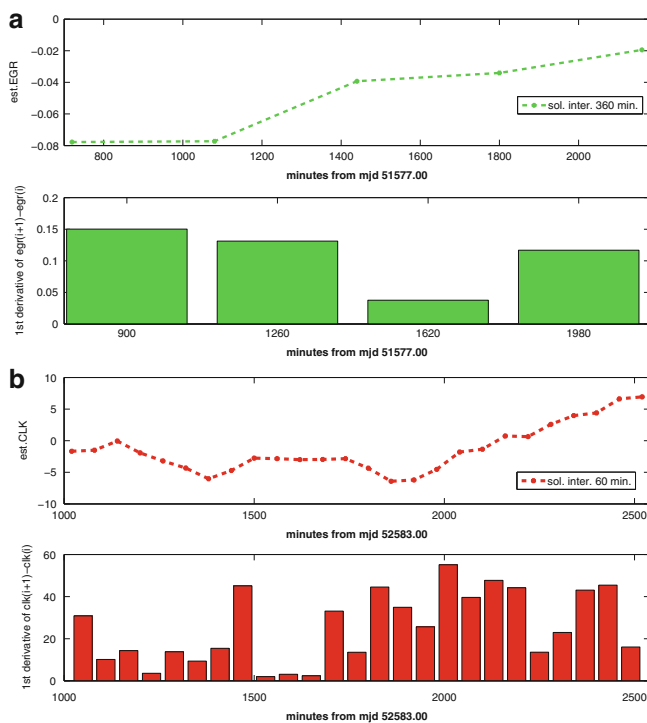 a
0
−0.02
−0.04
−0.06
−0.08
est.EGR
sol. inter. 360 min.
800 1000 1200 1400 1600 1800 2000
minutes from mjd 51577.00
0.2
0.15
0.1
0.05
0
1st derivative of egr(i+1)−egr(i)
900 1260 1620 1980
minutes from mjd 51577.00
b
10
5
0
−5
−10
est.CLK
sol. inter. 60 min.
1000 1500 2000 2500
minutes from mjd 52583.00
60
40
20
0
1st derivative of clk(i+1)−clk(i)
1000 1500 2000 2500
minutes from mjd 52583.00